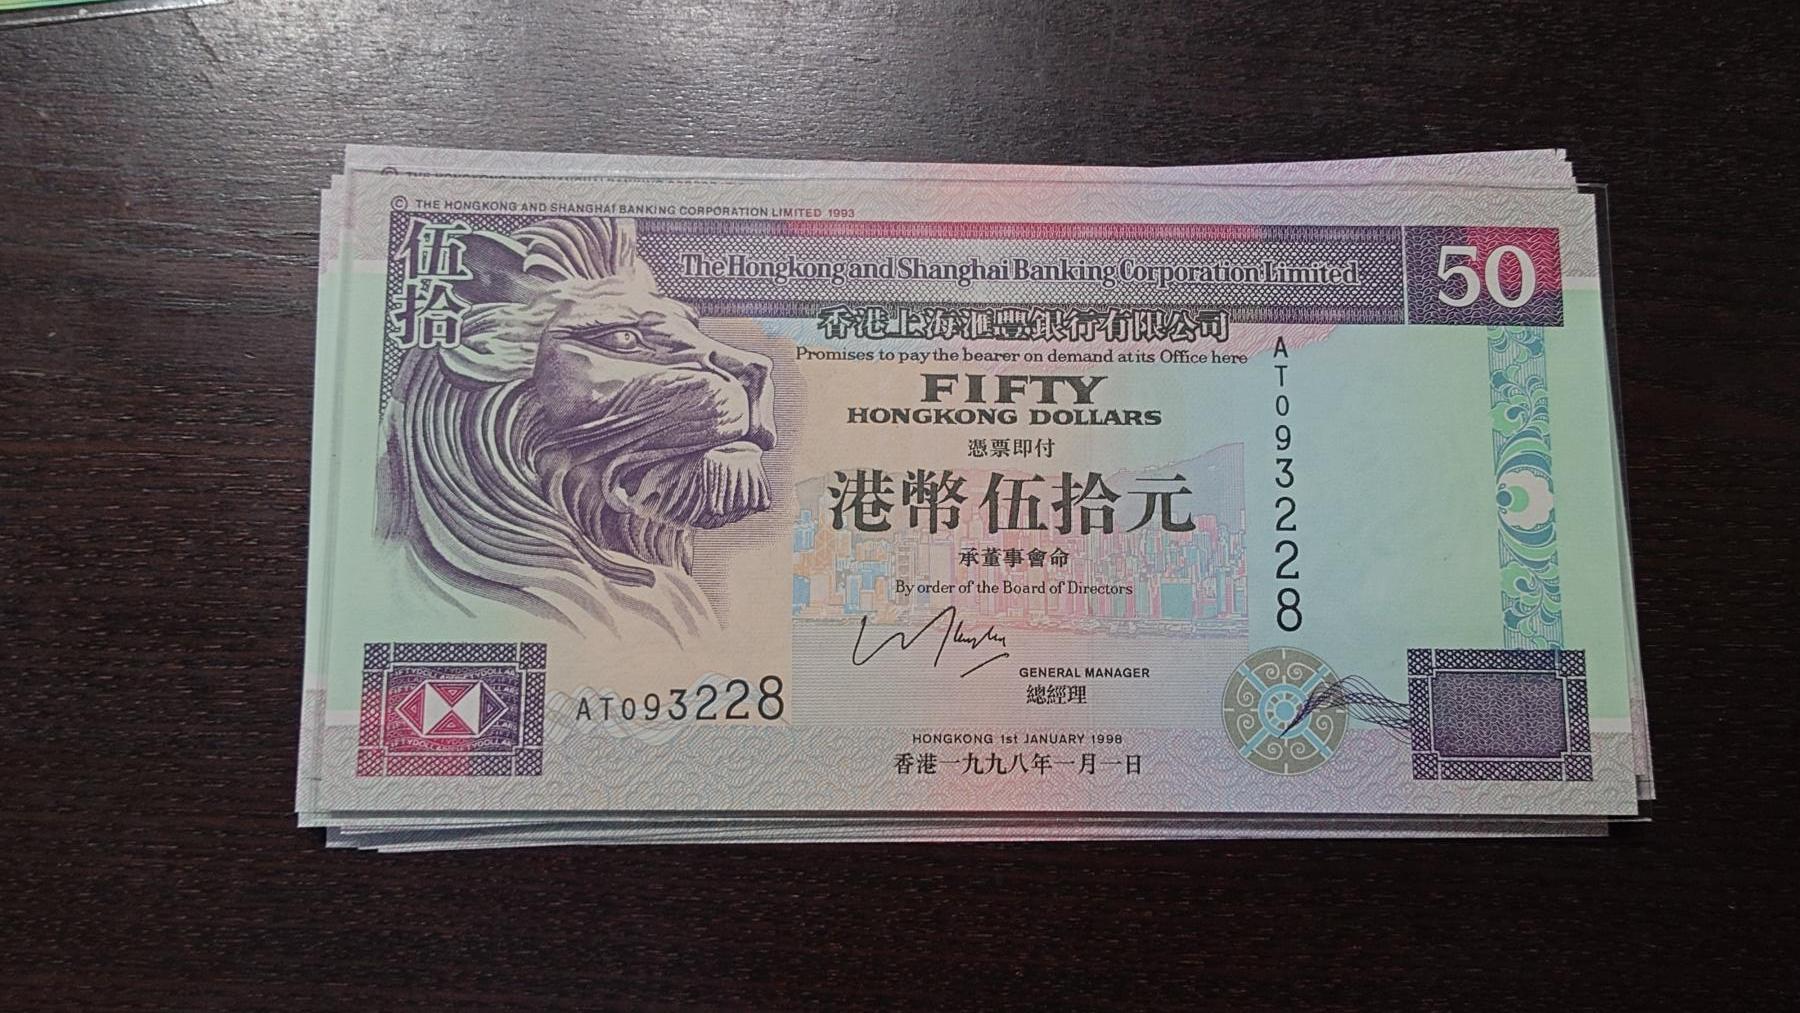 © THE HONGKONG AND SHANGHAI BANKING CORPORATION LIMITED 1993
伍拾
The Hongkong and Shanghai Banking Corporation Limited
50
香港上海滙豐銀行有限公司
Promises to pay the bearer on demand at its Office here
FIFTY
HONGKONG DOLLARS
憑票即付
港幣伍拾元
承董事會命
By order of the Board of Directors
GENERAL MANAGER
總經理
HONGKONG 1st JANUARY 1998
香港一九九八年一月一日
AT093228
AT093228